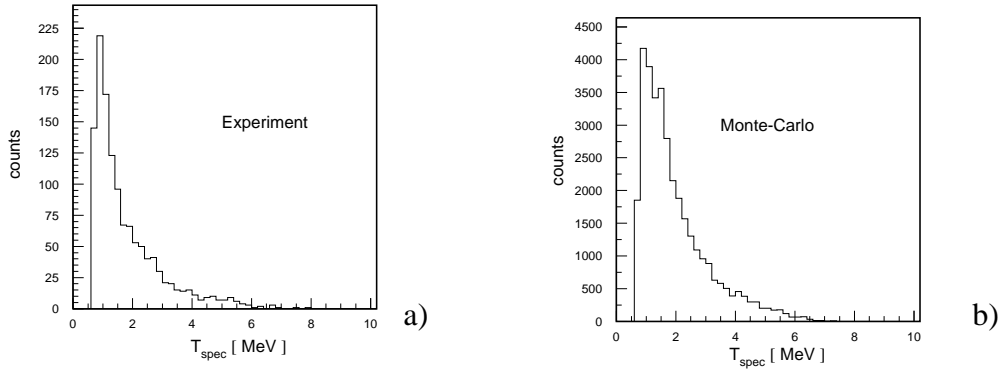 counts
225
200
175
150
125
100
75
50
25
0
Experiment
0 2 4 6 8 10
T_spec [ MeV ]
a)
counts
4500
4000
3500
3000
2500
2000
1500
1000
500
0
Monte-Carlo
0 2 4 6 8 10
T_spec [ MeV ]
b)